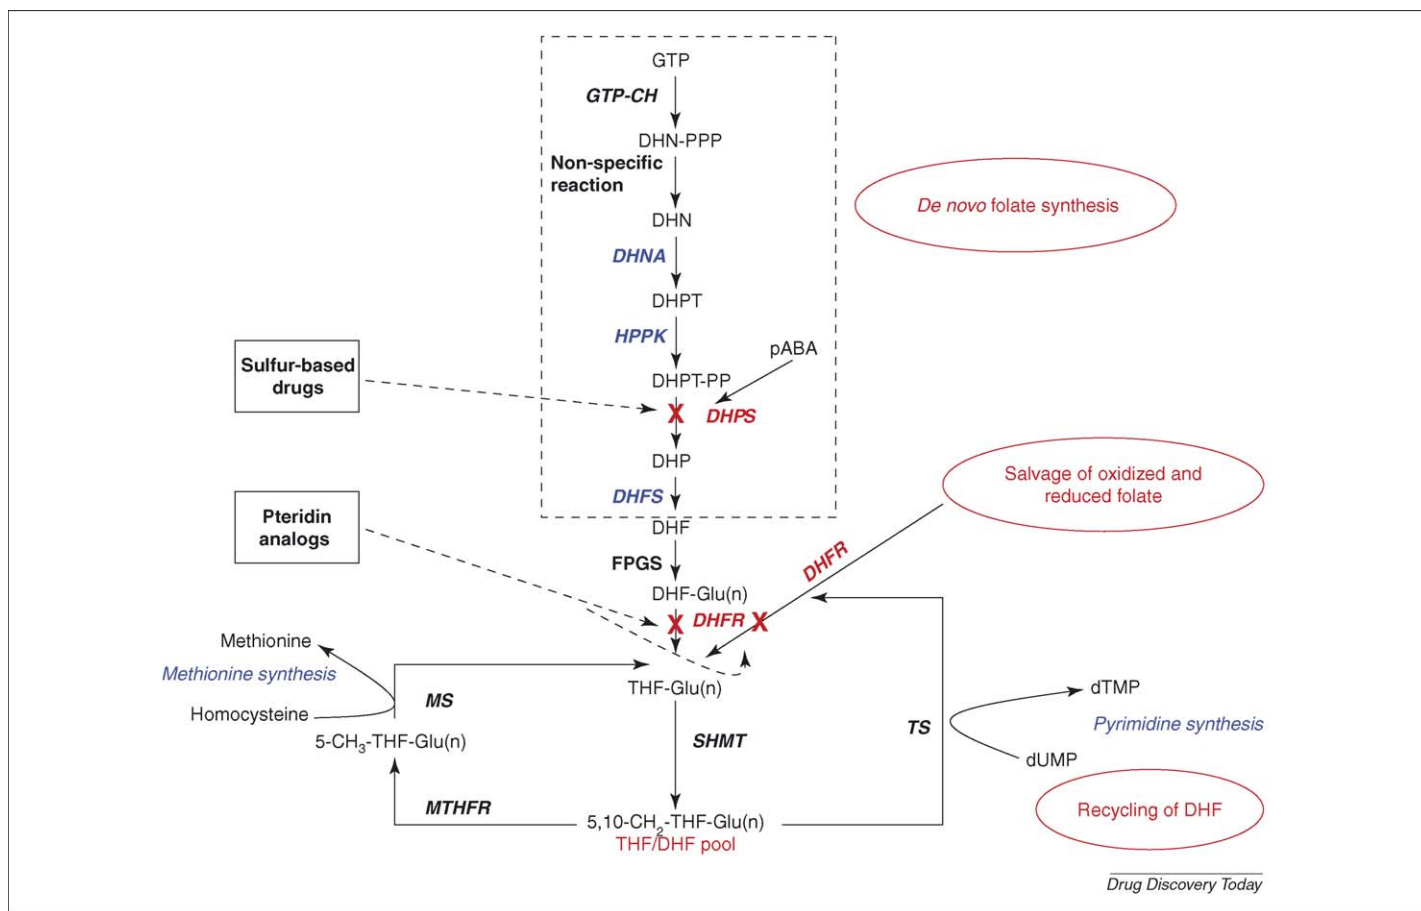 GTP
GTP-CH
DHN-PPP
Non-specific
reaction
DHN
De novo folate synthesis
DHNA
DHPT
HPPK
pABA
Sulfur-based
drugs
DHPT-PP
X
DHPS
DHP
DHFS
Salvage of oxidized and
reduced folate
Pteridin
analogs
DHF
FPGS
DHFR
DHF-Glu(n)
X
DHFR
X
Methionine
Methionine synthesis
THF-Glu(n)
MS
Homocysteine
5-CH3-THF-Glu(n)
SHMT
TS
dTMP
Pyrimidine synthesis
dUMP
MTHFR
5,10-CH2-THF-Glu(n)
THF/DHF pool
Recycling of DHF
Drug Discovery Today